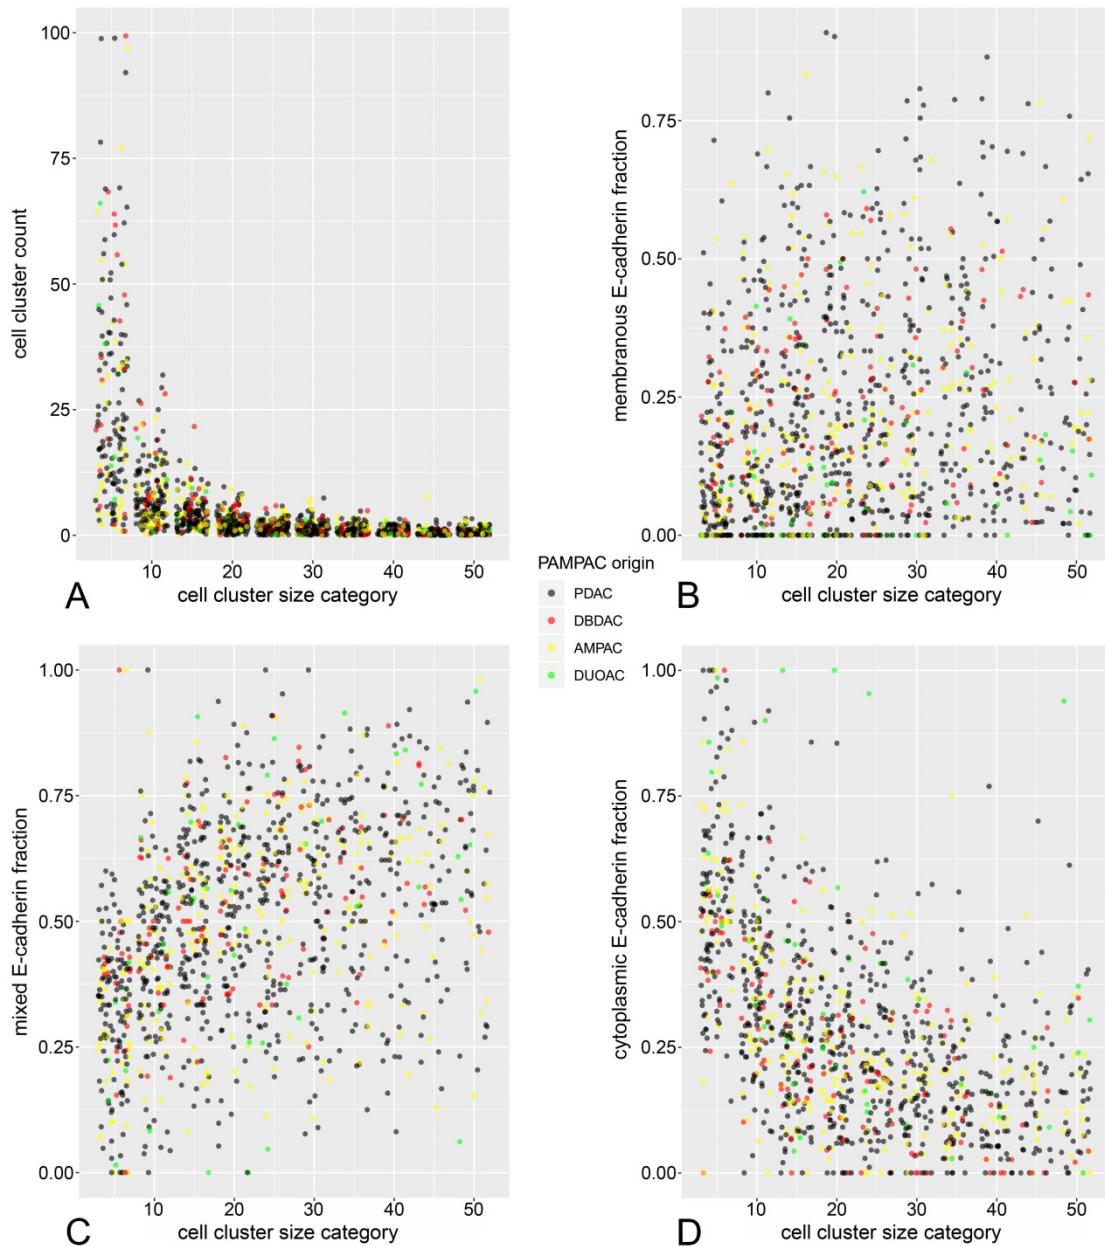 100
75
50
25
0
cell cluster count
10 20 30 40 50
cell cluster size category
A
0.75
0.50
0.25
0.00
membranous E-cadherin fraction
10 20 30 40 50
cell cluster size category
B
PAMPAC origin
PDAC
DBDAC
AMPAC
DUOAC
1.00
0.75
0.50
0.25
0.00
mixed E-cadherin fraction
10 20 30 40 50
cell cluster size category
C
1.00
0.75
0.50
0.25
0.00
cytoplasmic E-cadherin fraction
10 20 30 40 50
cell cluster size category
D